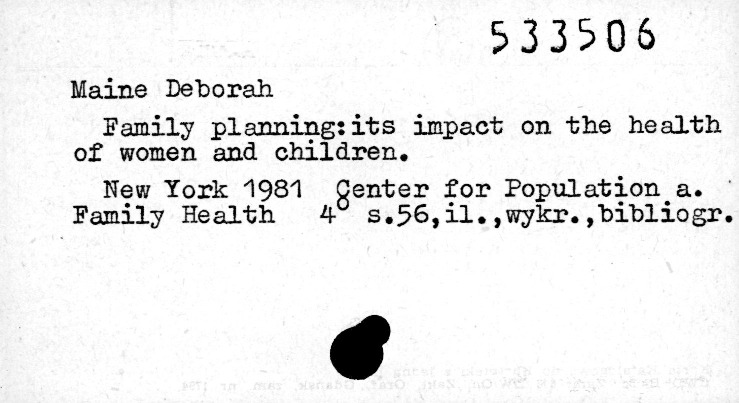 533506
Maine Deborah
Family planning:its impact on the health
of women and children.
New York 1981 Center for Population a.
Family Health 4° s.56,il.,wykr.,bibliogr.